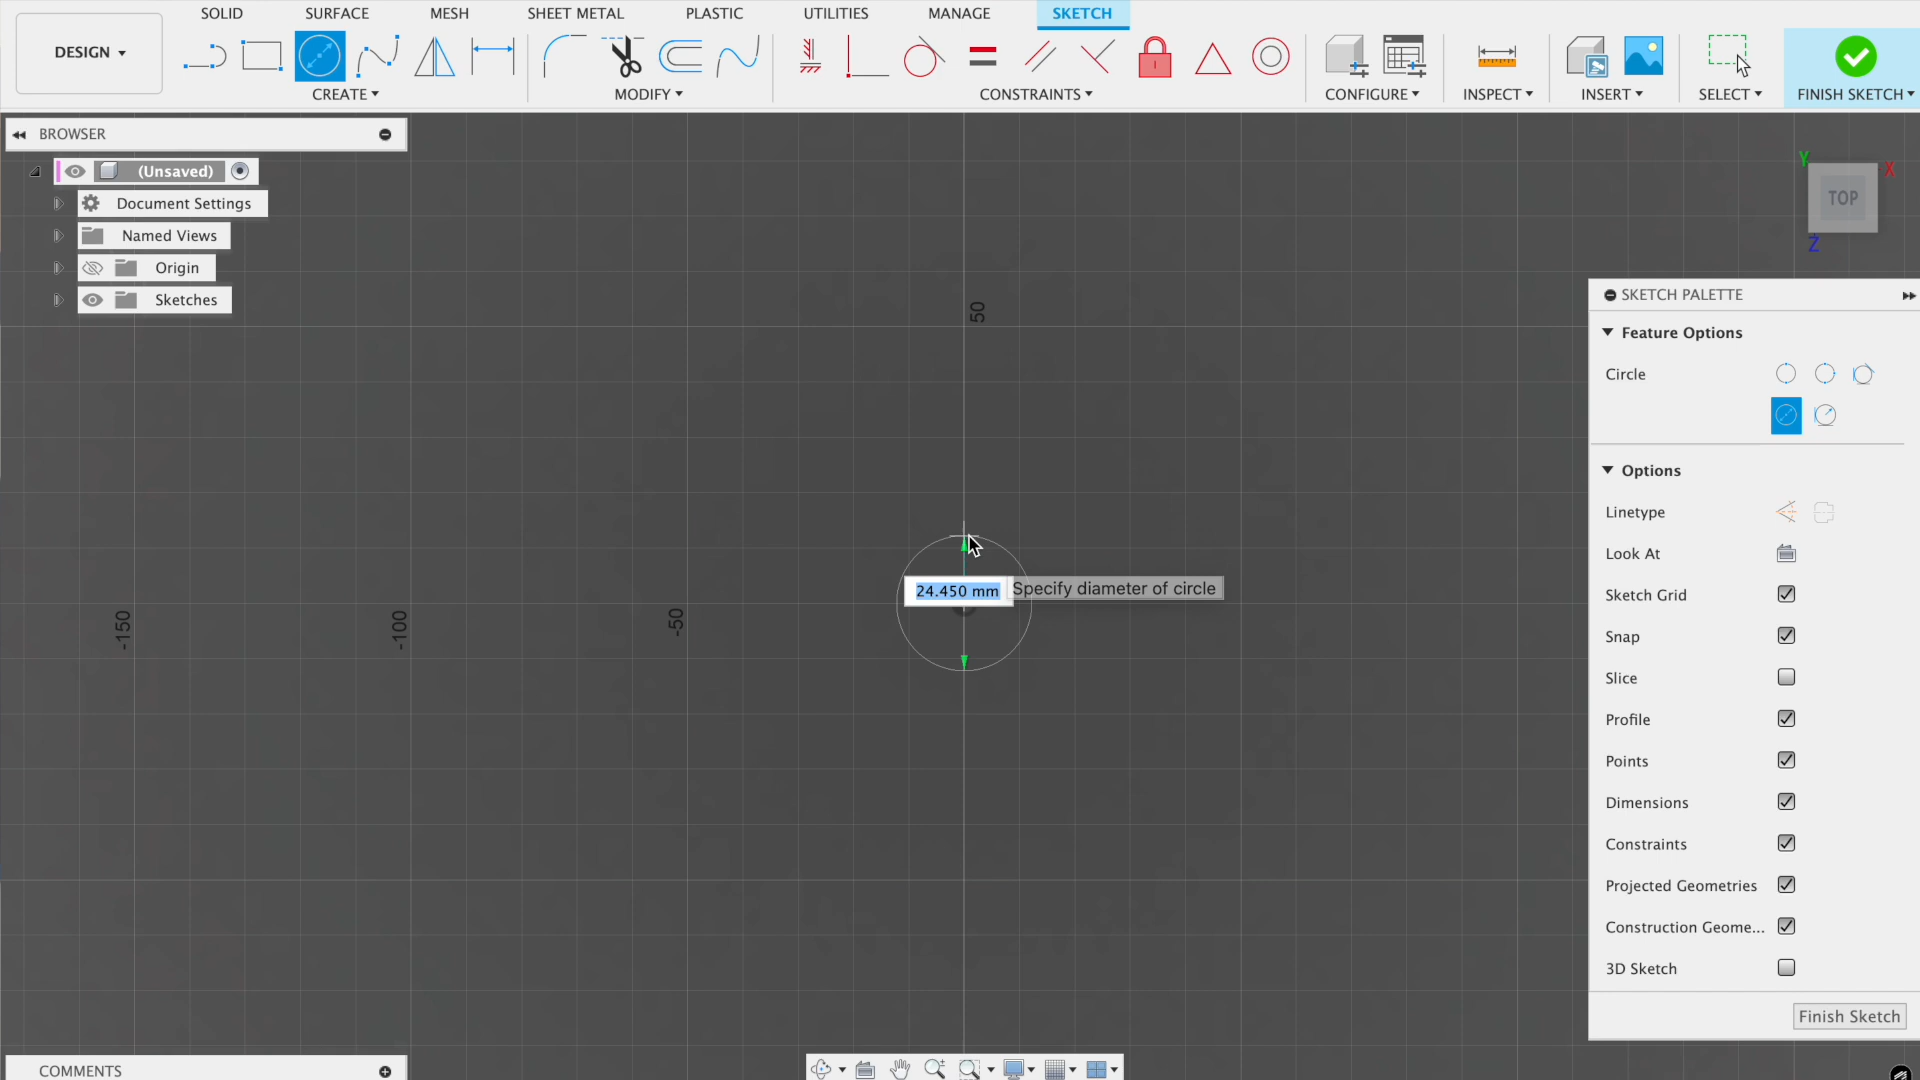 SOLID SURFACE MESH SHEET METAL PLASTIC UTILITIES MANAGE SKETCH
DESIGN
CREATE MODIFY CONSTRAINTS CONFIGURE INSPECT INSERT SELECT FINISH SKETCH
BROWSER
(Unsaved)
Document Settings
Named Views
Origin
Sketches
Y
X
TOP
Z
50
-150
-100
-50
24.450 mm
Specify diameter of circle
SKETCH PALETTE
Feature Options
Circle
Options
Linetype
Look At
Sketch Grid
Snap
Slice
Profile
Points
Dimensions
Constraints
Projected Geometries
Construction Geome...
3D Sketch
Finish Sketch
COMMENTS